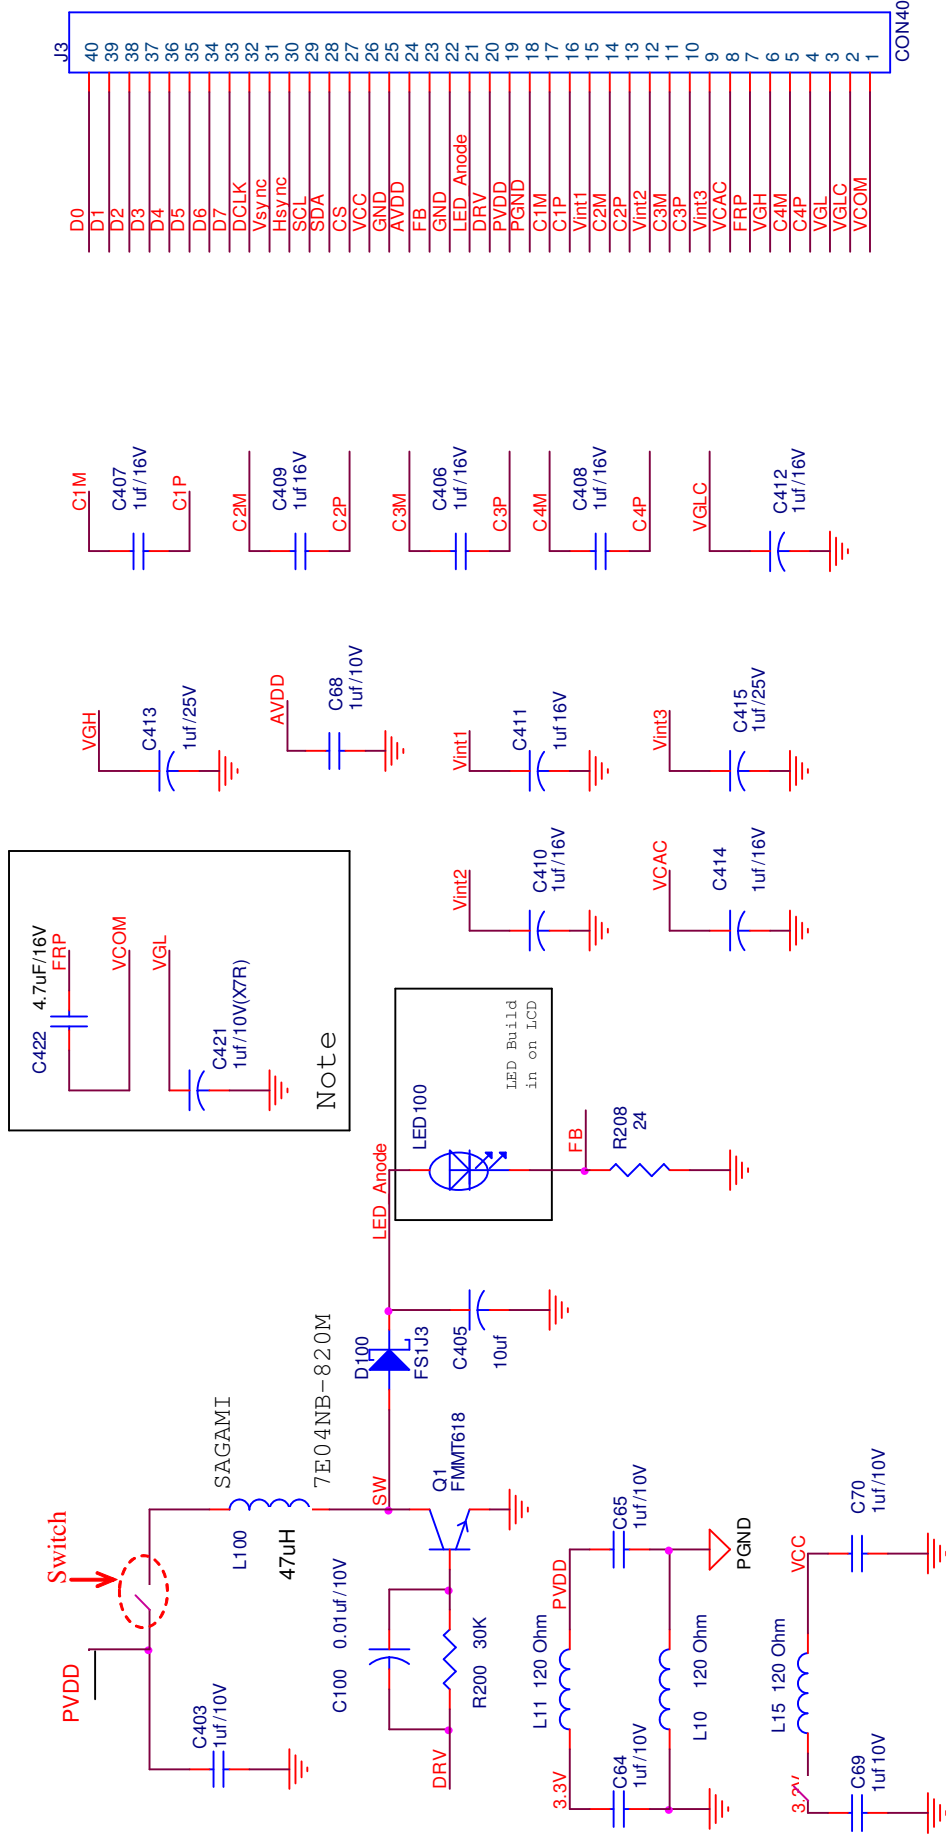 J3
40
39
38
37
36
35
34
33
32
31
30
29
28
27
26
25
24
23
22
21
20
19
18
17
16
15
14
13
12
11
10
9
8
7
6
5
4
3
2
1
CON40
D0
D1
D2
D3
D4
D5
D6
D7
DCLK
Vsync
Hsync
SCL
SDA
CS
VCC
GND
AVDD
FB
GND
LED Anode
DRV
PVDD
PGND
C1M
C1P
Vint1
C2M
C2P
Vint2
C3M
C3P
Vint3
VCAC
FRP
VGH
C4M
C4P
VGL
VGLC
VCOM
C1M
C407
1uf/16V
C1P
C2M
C409
1uf16V
C2P
C3M
C406
1uf/16V
C3P
C4M
C408
1uf/16V
C4P
VGLC
C412
1uf/16V
VGH
C413
1uf/25V
AVDD
C68
1uf/10V
Vint1
C411
1uf16V
Vint3
C415
1uf/25V
Vint2
C410
1uf/16V
VCAC
C414
1uf/16V
C422
4.7uF/16V
FRP
VCOM
VGL
C421
1uf/10V(X7R)
Note
LED Anode
LED100
LED Build
in on LCD
FB
R208
24
Switch
PVDD
C403
1uf/10V
SAGAMI
L100
47uH
7E04NB-820M
SW
D100
FS1J3
C405
10uf
Q1
FMMT618
C100
0.01uf/10V
R200
30K
DRV
PVDD
C65
1uf/10V
L11 120 Ohm
3.3V
C64
1uf/10V
L10 120 Ohm
PGND
VCC
C70
1uf/10V
L15 120 Ohm
C69
1uf10V